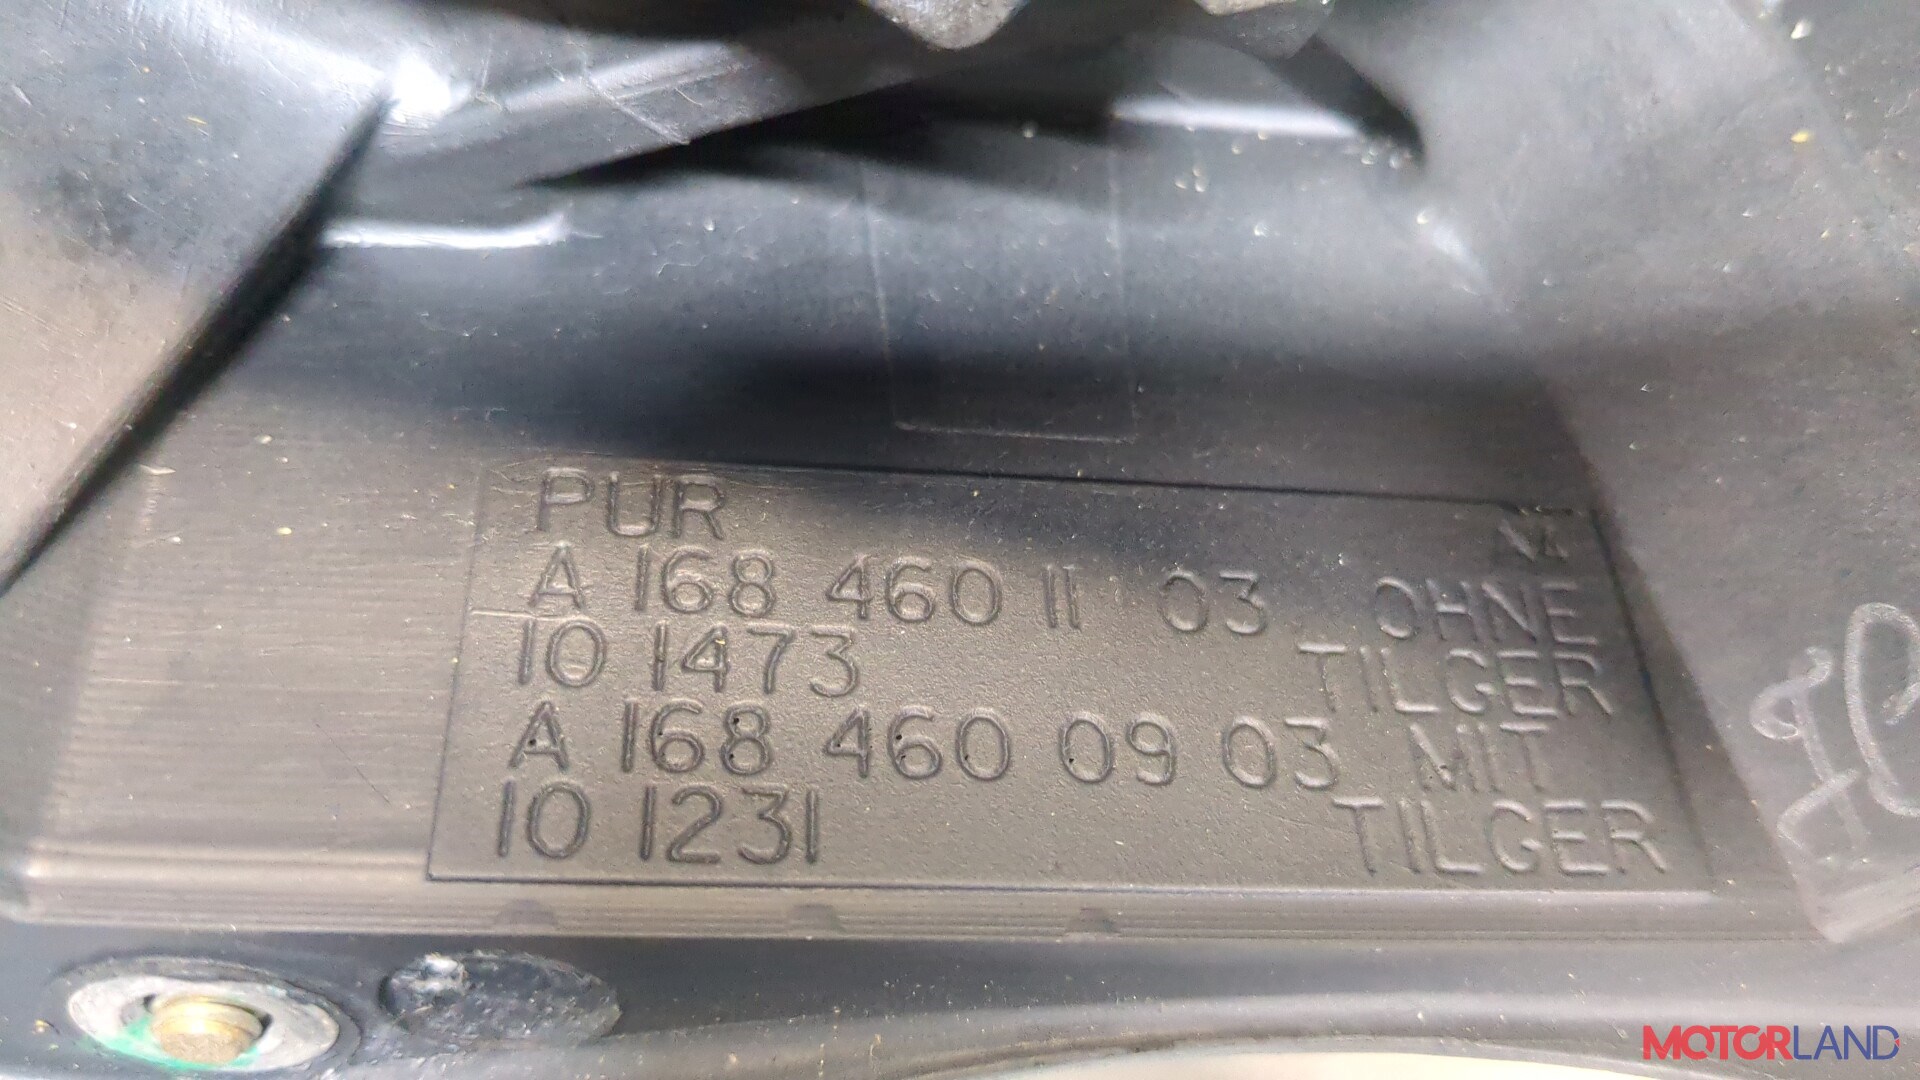 PUR
A 168 460 11 03 OHNE
10 1473 TILGER
A 168 460 09 03 MIT
10 1231 TILGER
MOTORLAND